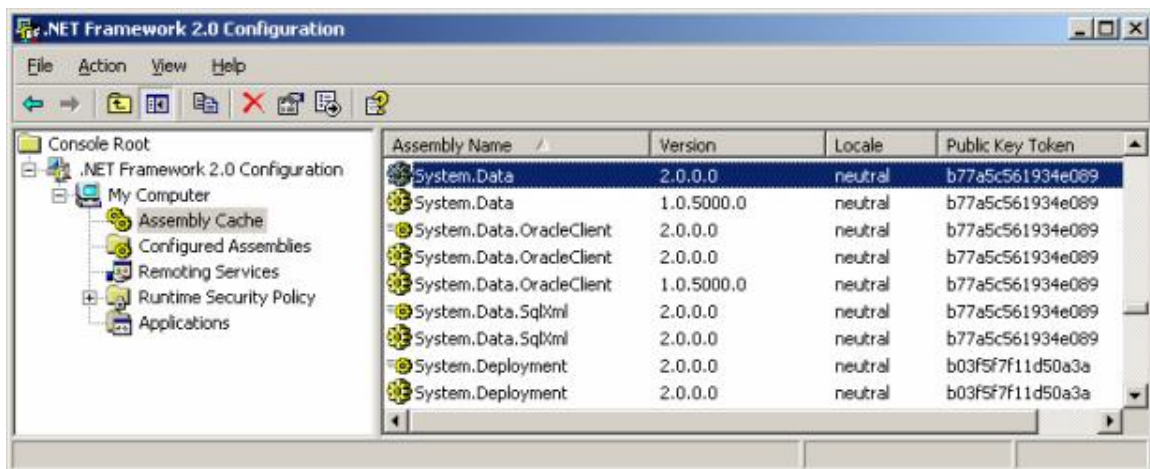 .NET Framework 2.0 Configuration
File Action View Help
Console Root
.NET Framework 2.0 Configuration
My Computer
Assembly Cache
Configured Assemblies
Remoting Services
Runtime Security Policy
Applications
Assembly Name Version Locale Public Key Token
System.Data 2.0.0.0 neutral b77a5c561934e089
System.Data 1.0.5000.0 neutral b77a5c561934e089
System.Data.OracleClient 2.0.0.0 neutral b77a5c561934e089
System.Data.OracleClient 2.0.0.0 neutral b77a5c561934e089
System.Data.OracleClient 1.0.5000.0 neutral b77a5c561934e089
System.Data.SqlXml 2.0.0.0 neutral b77a5c561934e089
System.Data.SqlXml 2.0.0.0 neutral b77a5c561934e089
System.Deployment 2.0.0.0 neutral b03f5f7f11d50a3a
System.Deployment 2.0.0.0 neutral b03f5f7f11d50a3a